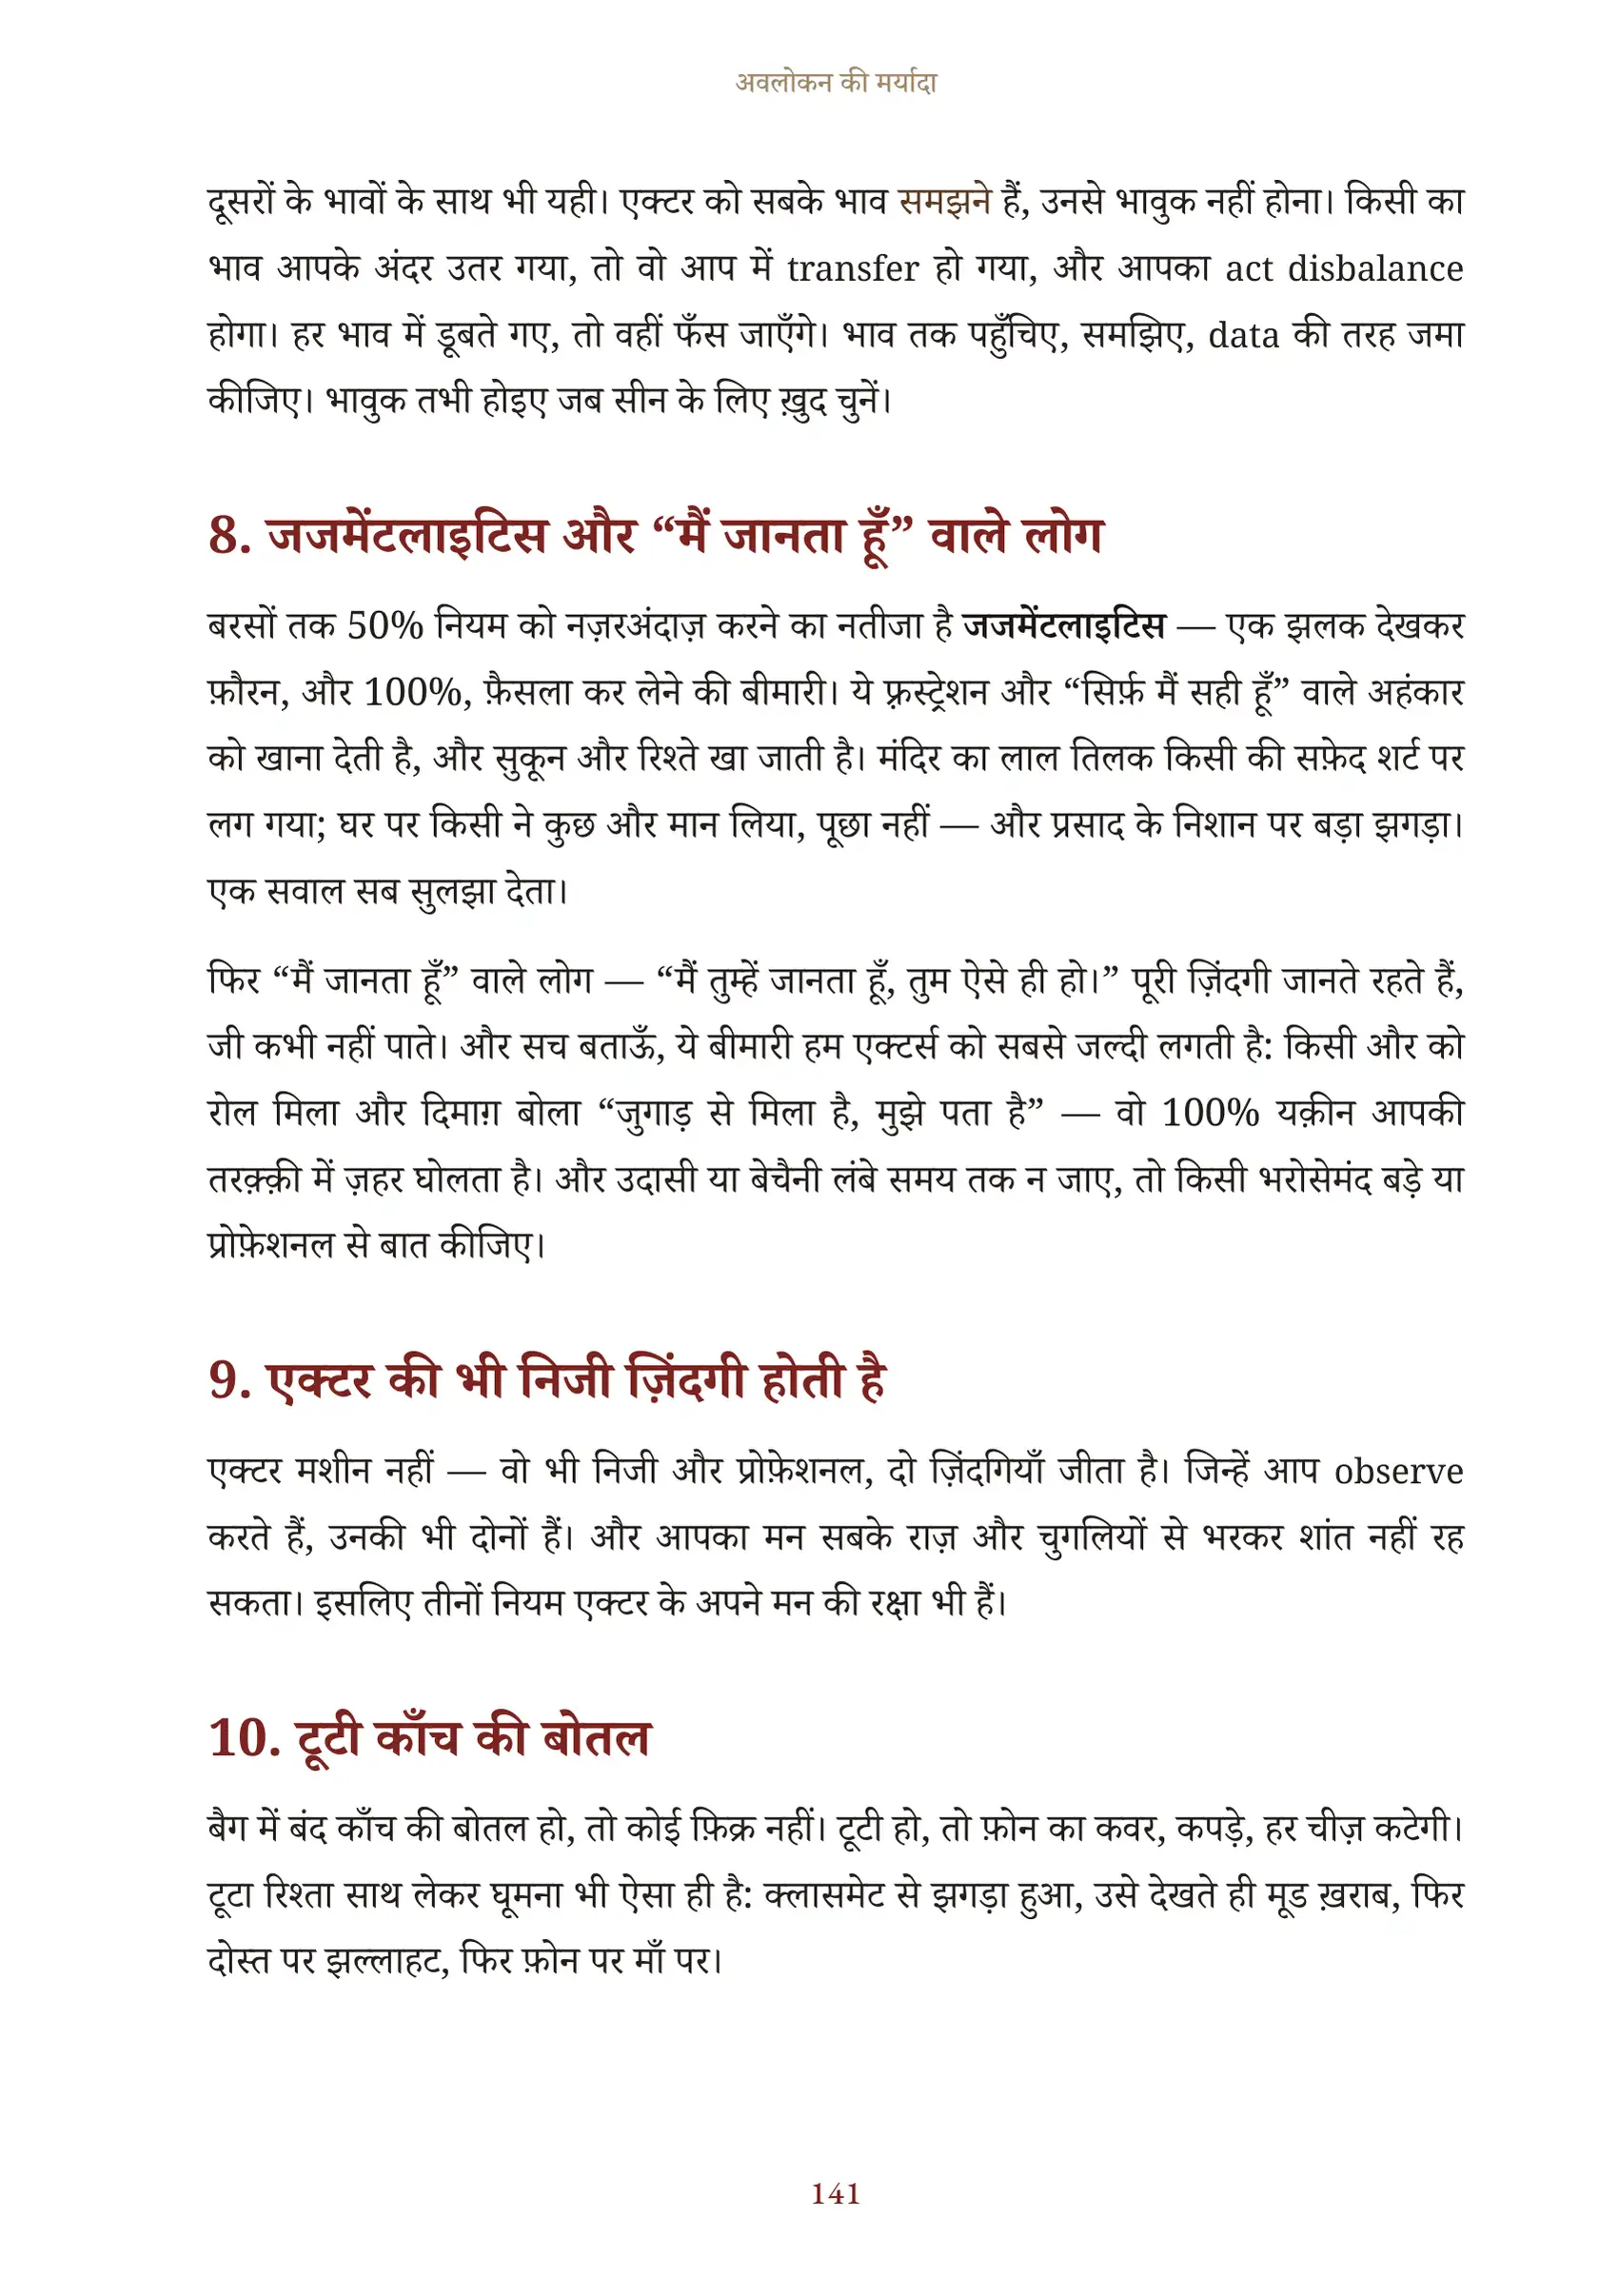 अवलोकन की मर्यादा
दूसरों के भावों के साथ भी यही। एक्टर को सबके भाव समझने हैं, उनसे भावुक नहीं होना। किसी का
भाव आपके अंदर उतर गया, तो वो आप में transfer हो गया, और आपका act disbalance
होगा। हर भाव में डूबते गए, तो वहीं फँस जाएँगे। भाव तक पहुँचिए, समझिए, data की तरह जमा
कीजिए। भावुक तभी होइए जब सीन के लिए ख़ुद चुनें।
8. जजमेंटलाइटिस और “मैं जानता हूँ” वाले लोग
बरसों तक 50% नियम को नज़रअंदाज़ करने का नतीजा है जजमेंटलाइटिस — एक झलक देखकर
फ़ौरन, और 100%, फ़ैसला कर लेने की बीमारी। ये फ़्रस्ट्रेशन और “सिर्फ़ मैं सही हूँ” वाले अहंकार
को खाना देती है, और सुकून और रिश्ते खा जाती है। मंदिर का लाल तिलक किसी की सफ़ेद शर्ट पर
लग गया; घर पर किसी ने कुछ और मान लिया, पूछा नहीं — और प्रसाद के निशान पर बड़ा झगड़ा।
एक सवाल सब सुलझा देता।
फिर “मैं जानता हूँ” वाले लोग — “मैं तुम्हें जानता हूँ, तुम ऐसे ही हो।” पूरी ज़िंदगी जानते रहते हैं,
जी कभी नहीं पाते। और सच बताऊँ, ये बीमारी हम एक्टर्स को सबसे जल्दी लगती है: किसी और को
रोल मिला और दिमाग़ बोला “जुगाड़ से मिला है, मुझे पता है” — वो 100% यक़ीन आपकी
तरक़्क़ी में ज़हर घोलता है। और उदासी या बेचैनी लंबे समय तक न जाए, तो किसी भरोसेमंद बड़े या
प्रोफ़ेशनल से बात कीजिए।
9. एक्टर की भी निजी ज़िंदगी होती है
एक्टर मशीन नहीं — वो भी निजी और प्रोफ़ेशनल, दो ज़िंदगियाँ जीता है। जिन्हें आप observe
करते हैं, उनकी भी दोनों हैं। और आपका मन सबके राज़ और चुगलियों से भरकर शांत नहीं रह
सकता। इसलिए तीनों नियम एक्टर के अपने मन की रक्षा भी हैं।
10. टूटी काँच की बोतल
बैग में बंद काँच की बोतल हो, तो कोई फ़िक्र नहीं। टूटी हो, तो फ़ोन का कवर, कपड़े, हर चीज़ कटेगी।
टूटा रिश्ता साथ लेकर घूमना भी ऐसा ही है: क्लासमेट से झगड़ा हुआ, उसे देखते ही मूड ख़राब, फिर
दोस्त पर झल्लाहट, फिर फ़ोन पर माँ पर।
141